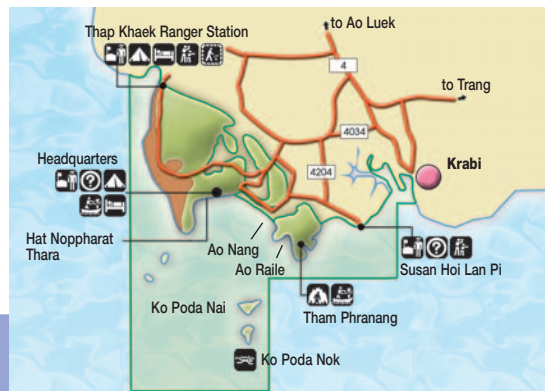 to Ao Luek
Thap Khaek Ranger Station
4
to Trang
4034
Headquarters
?
4204
Krabi
Hat Noppharat
Thara
Ao Nang
Ao Raile
?
Susan Hoi Lan Pi
Ko Poda Nai
Tham Phranang
Ko Poda Nok